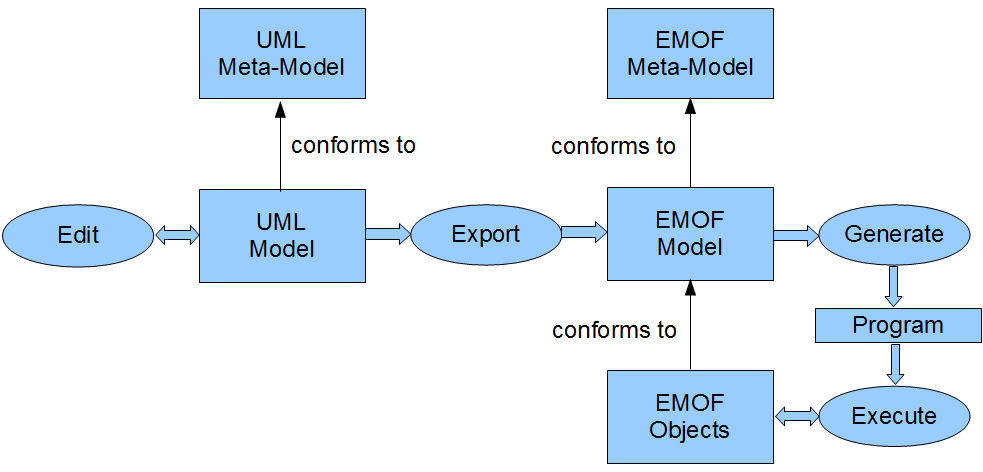 UML
Meta-Model
EMOF
Meta-Model
conforms to
conforms to
Edit
UML
Model
Export
EMOF
Model
Generate
conforms to
Program
EMOF
Objects
Execute